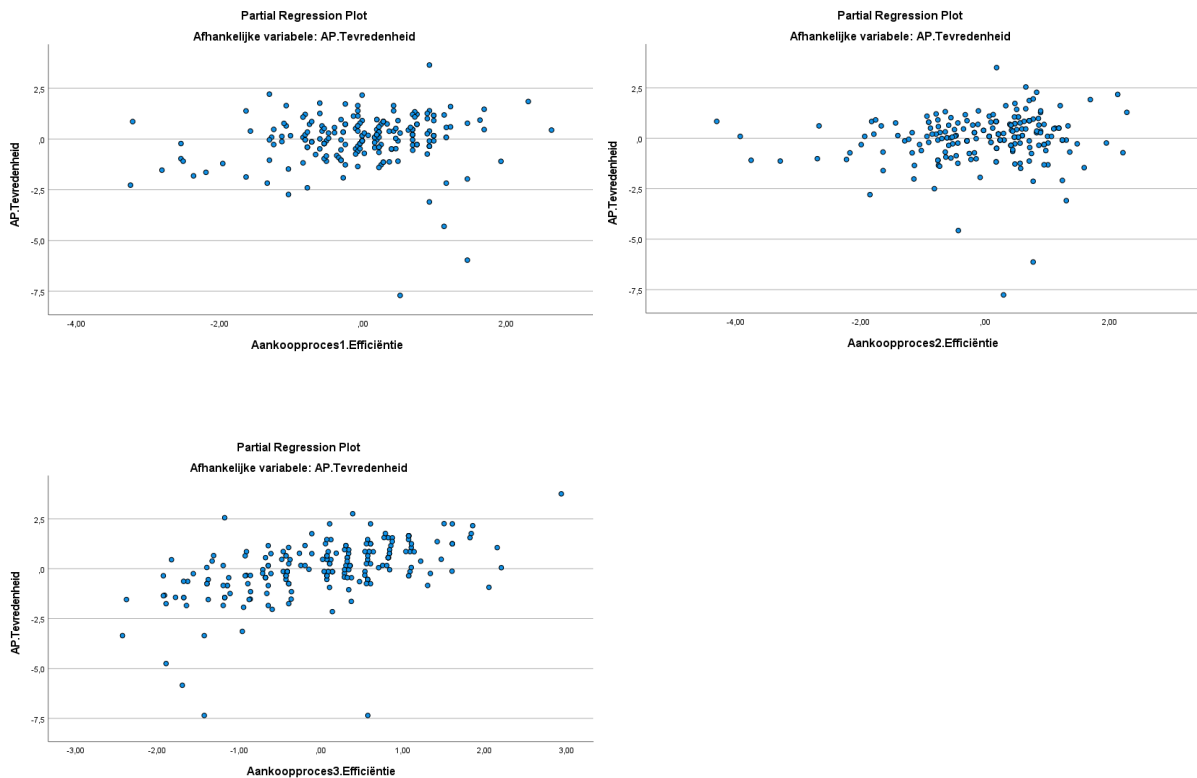 Partial Regression Plot
Afhankelijke variabele: AP.Tevredenheid
AP.Tevredenheid
2,5
,0
-2,5
-5,0
-7,5
-4,00
-2,00
,00
2,00
Aankoopproces1.Efficiëntie
Partial Regression Plot
Afhankelijke variabele: AP.Tevredenheid
AP.Tevredenheid
2,5
,0
-2,5
-5,0
-7,5
-4,00
-2,00
,00
2,00
Aankoopproces2.Efficiëntie
Partial Regression Plot
Afhankelijke variabele: AP.Tevredenheid
AP.Tevredenheid
2,5
,0
-2,5
-5,0
-7,5
-3,00
-2,00
-1,00
,00
1,00
2,00
3,00
Aankoopproces3.Efficiëntie